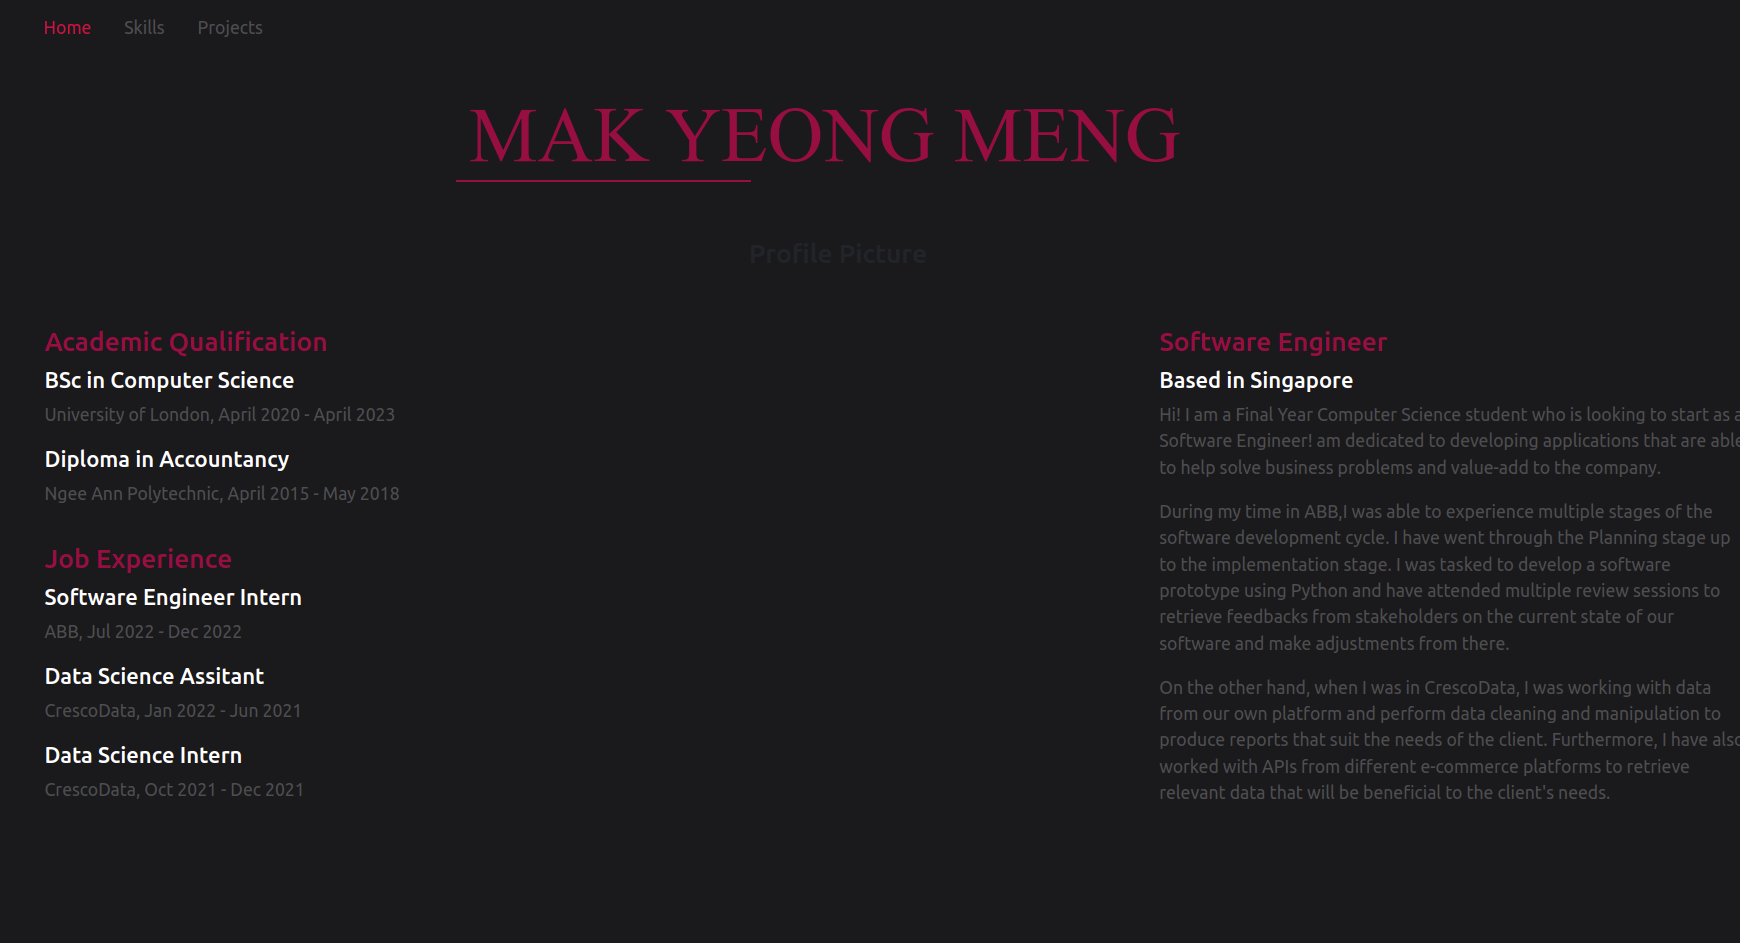 Home Skills Projects
MAK YEONG MENG
Profile Picture
Academic Qualification
BSc in Computer Science
University of London, April 2020 - April 2023
Diploma in Accountancy
Ngee Ann Polytechnic, April 2015 - May 2018
Job Experience
Software Engineer Intern
ABB, Jul 2022 - Dec 2022
Data Science Assitant
CrescoData, Jan 2022 - Jun 2021
Data Science Intern
CrescoData, Oct 2021 - Dec 2021
Software Engineer
Based in Singapore
Hi! I am a Final Year Computer Science student who is looking to start as a
Software Engineer! am dedicated to developing applications that are able
to help solve business problems and value-add to the company.
During my time in ABB,I was able to experience multiple stages of the
software development cycle. I have went through the Planning stage up
to the implementation stage. I was tasked to develop a software
prototype using Python and have attended multiple review sessions to
retrieve feedbacks from stakeholders on the current state of our
software and make adjustments from there.
On the other hand, when I was in CrescoData, I was working with data
from our own platform and perform data cleaning and manipulation to
produce reports that suit the needs of the client. Furthermore, I have also
worked with APIs from different e-commerce platforms to retrieve
relevant data that will be beneficial to the client's needs.